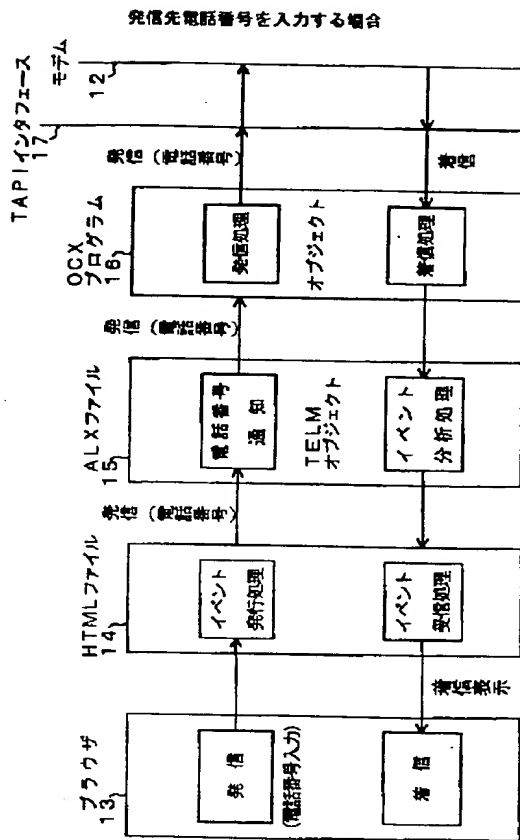 発信先電話番号を入力する場合
ブラウザ
13
発信
(電話番号入力)
着信
HTMLファイル
14
イベント
発行処理
イベント
受信処理
着信表示
発信(電話番号)
ALXファイル
15
電話番号
通知
TELM
オブジェクト
イベント
分析処理
発信(電話番号)
OCX
プログラム
16
発信処理
オブジェクト
着信処理
発信(電話番号)
着信
TAPIインタフェース
17
モデム
12